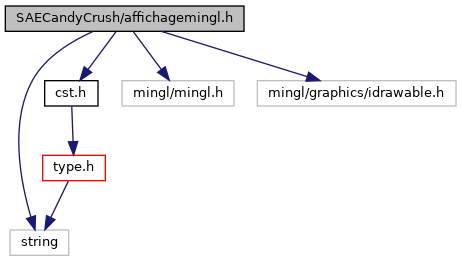 SAECandyCrush/affichagemingl.h
cst.h
mingl/mingl.h
mingl/graphics/idrawable.h
type.h
string